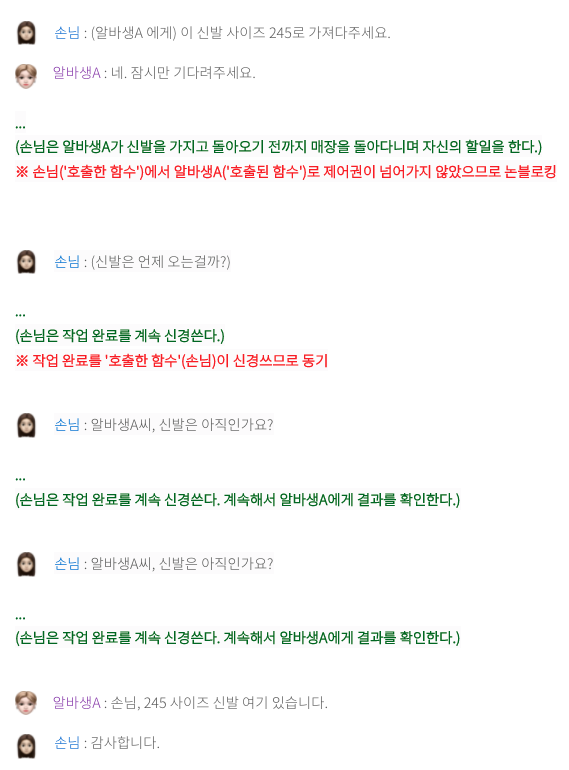 손님 : (알바생A 에게) 이 신발 사이즈 245로 가져다주세요.
알바생A : 네. 잠시만 기다려주세요.
...
(손님은 알바생A가 신발을 가지고 돌아오기 전까지 매장을 돌아다니며 자신의 할일을 한다.)
※ 손님('호출한 함수')에서 알바생A('호출된 함수')로 제어권이 넘어가지 않았으므로 논블로킹
손님 : (신발은 언제 오는걸까?)
...
(손님은 작업 완료를 계속 신경쓴다.)
※ 작업 완료를 '호출한 함수'(손님)이 신경쓰므로 동기
손님 : 알바생A씨, 신발은 아직인가요?
...
(손님은 작업 완료를 계속 신경쓴다. 계속해서 알바생A에게 결과를 확인한다.)
손님 : 알바생A씨, 신발은 아직인가요?
...
(손님은 작업 완료를 계속 신경쓴다. 계속해서 알바생A에게 결과를 확인한다.)
알바생A : 손님, 245 사이즈 신발 여기 있습니다.
손님 : 감사합니다.